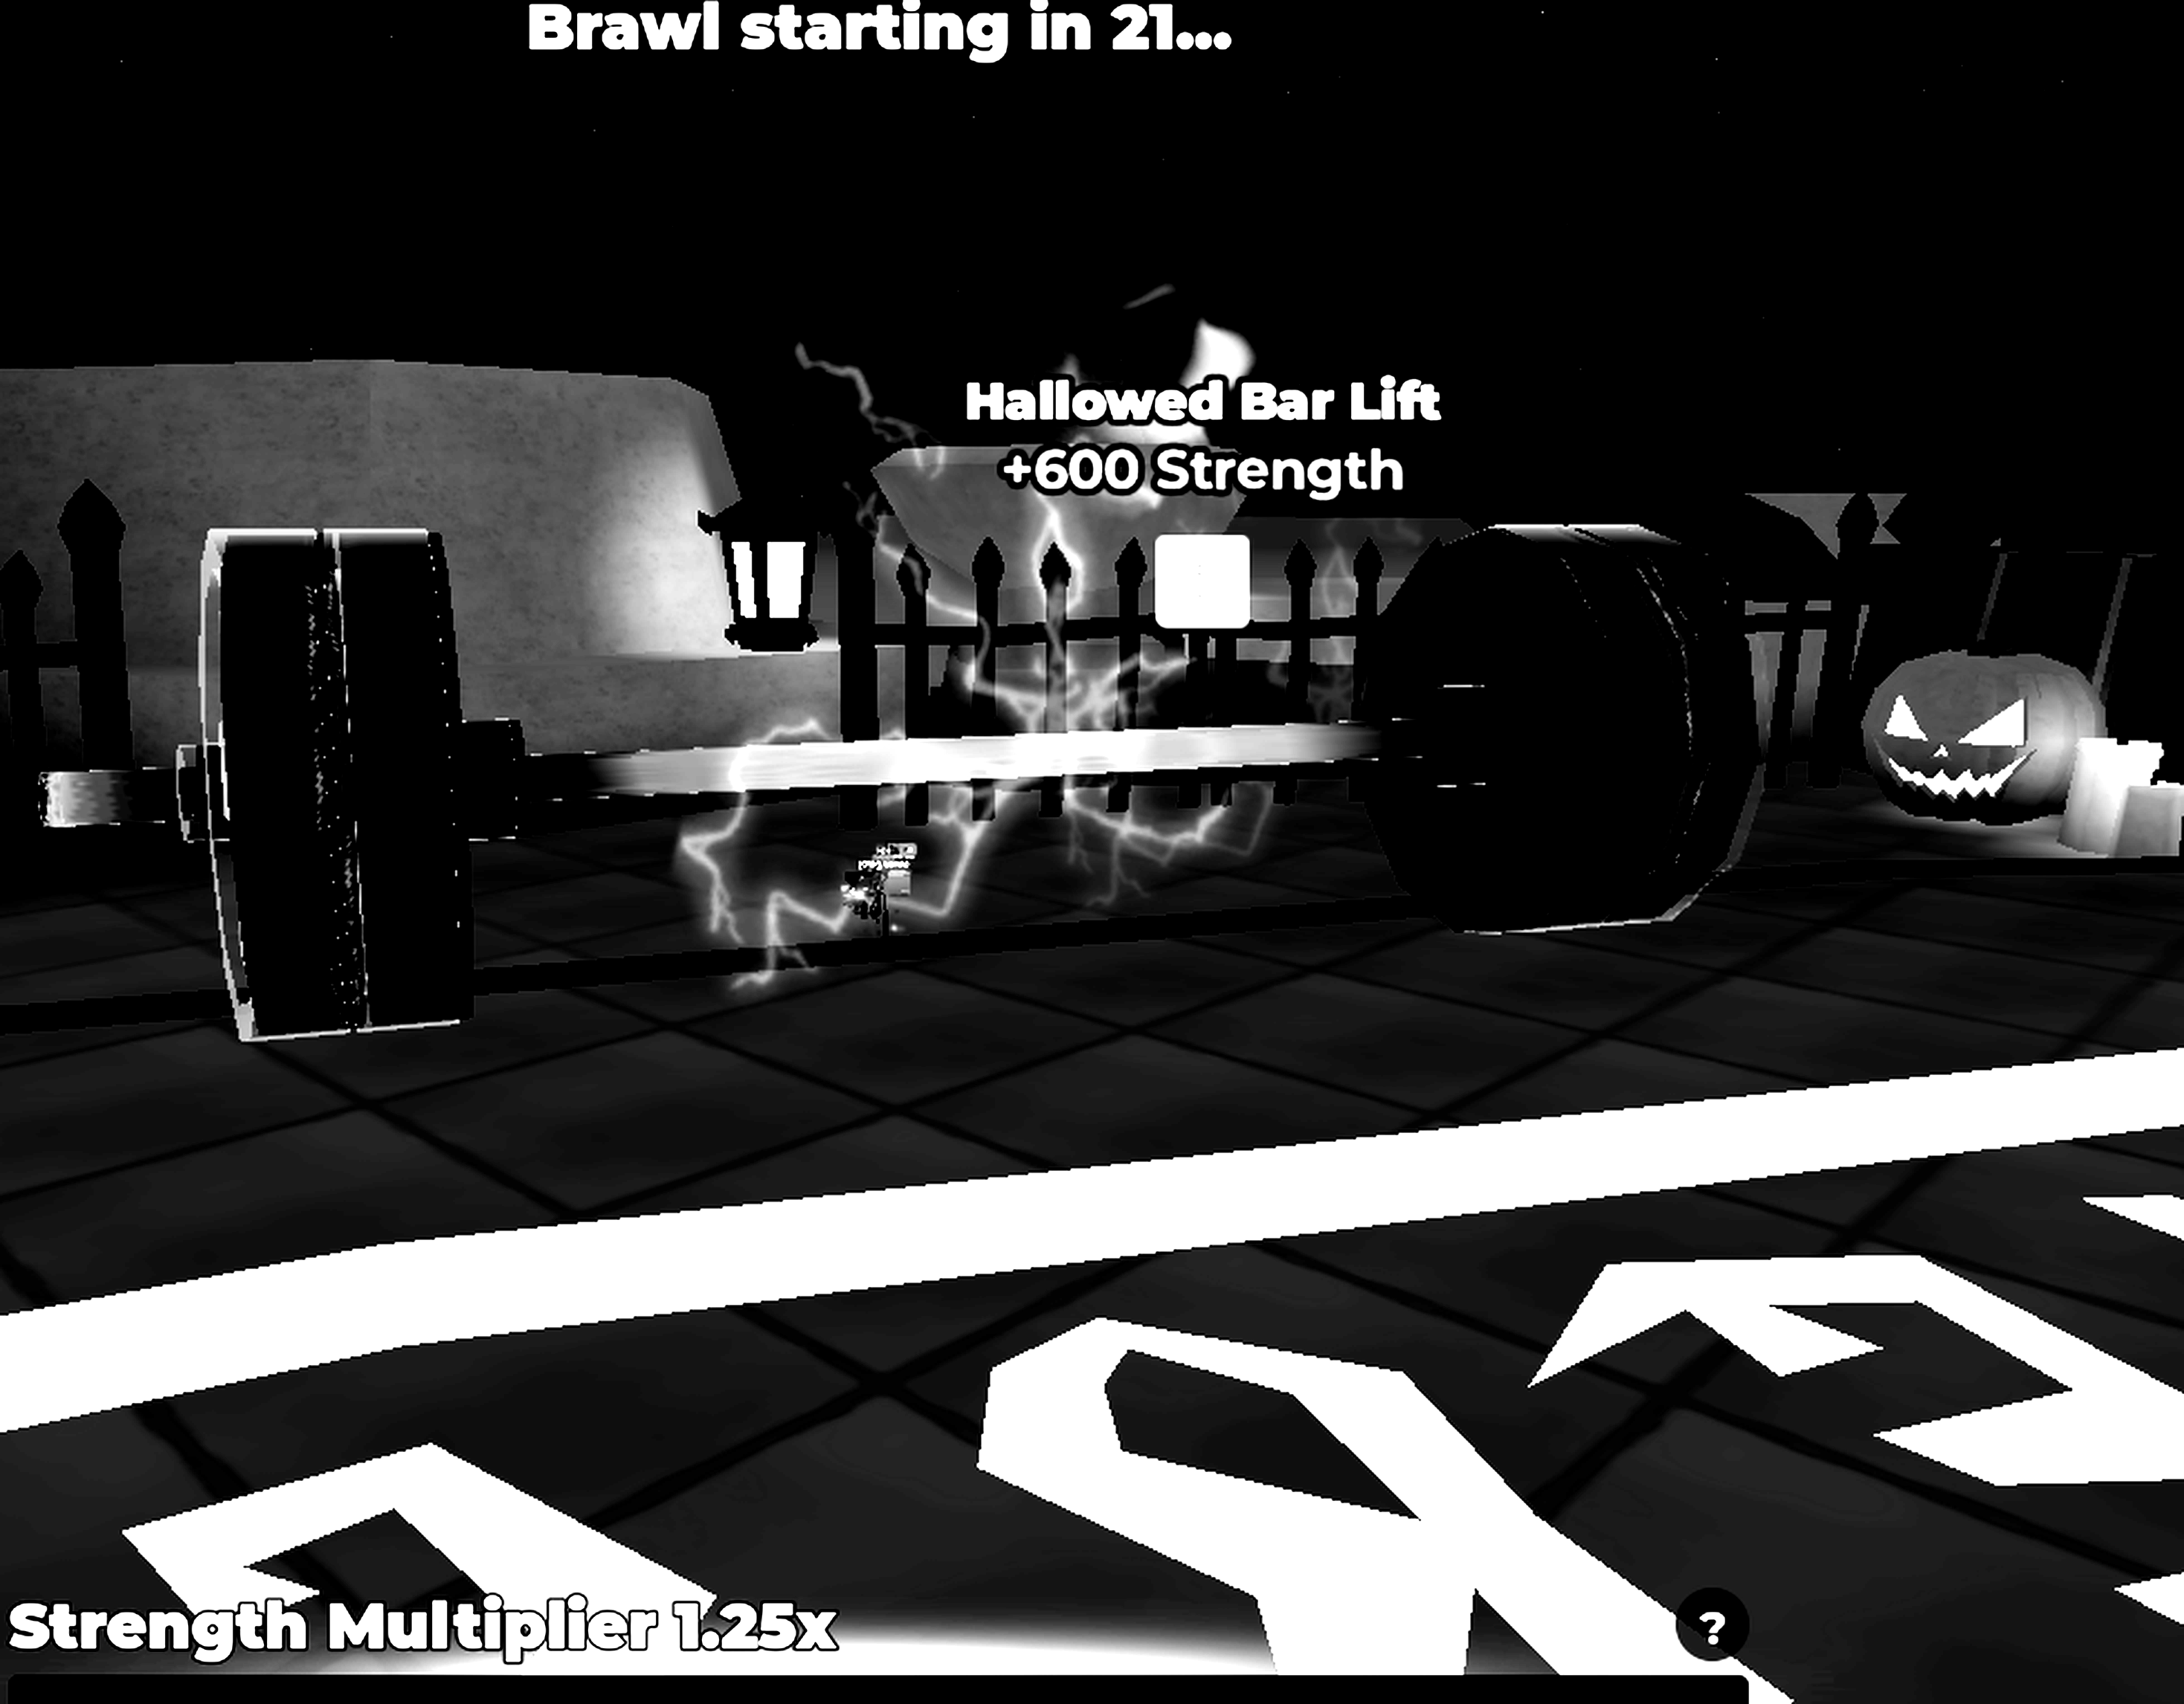 Brawl starting in 21...
Hallowed Bar Lift
+600 Strength
Strength Multiplier 1.25x
?